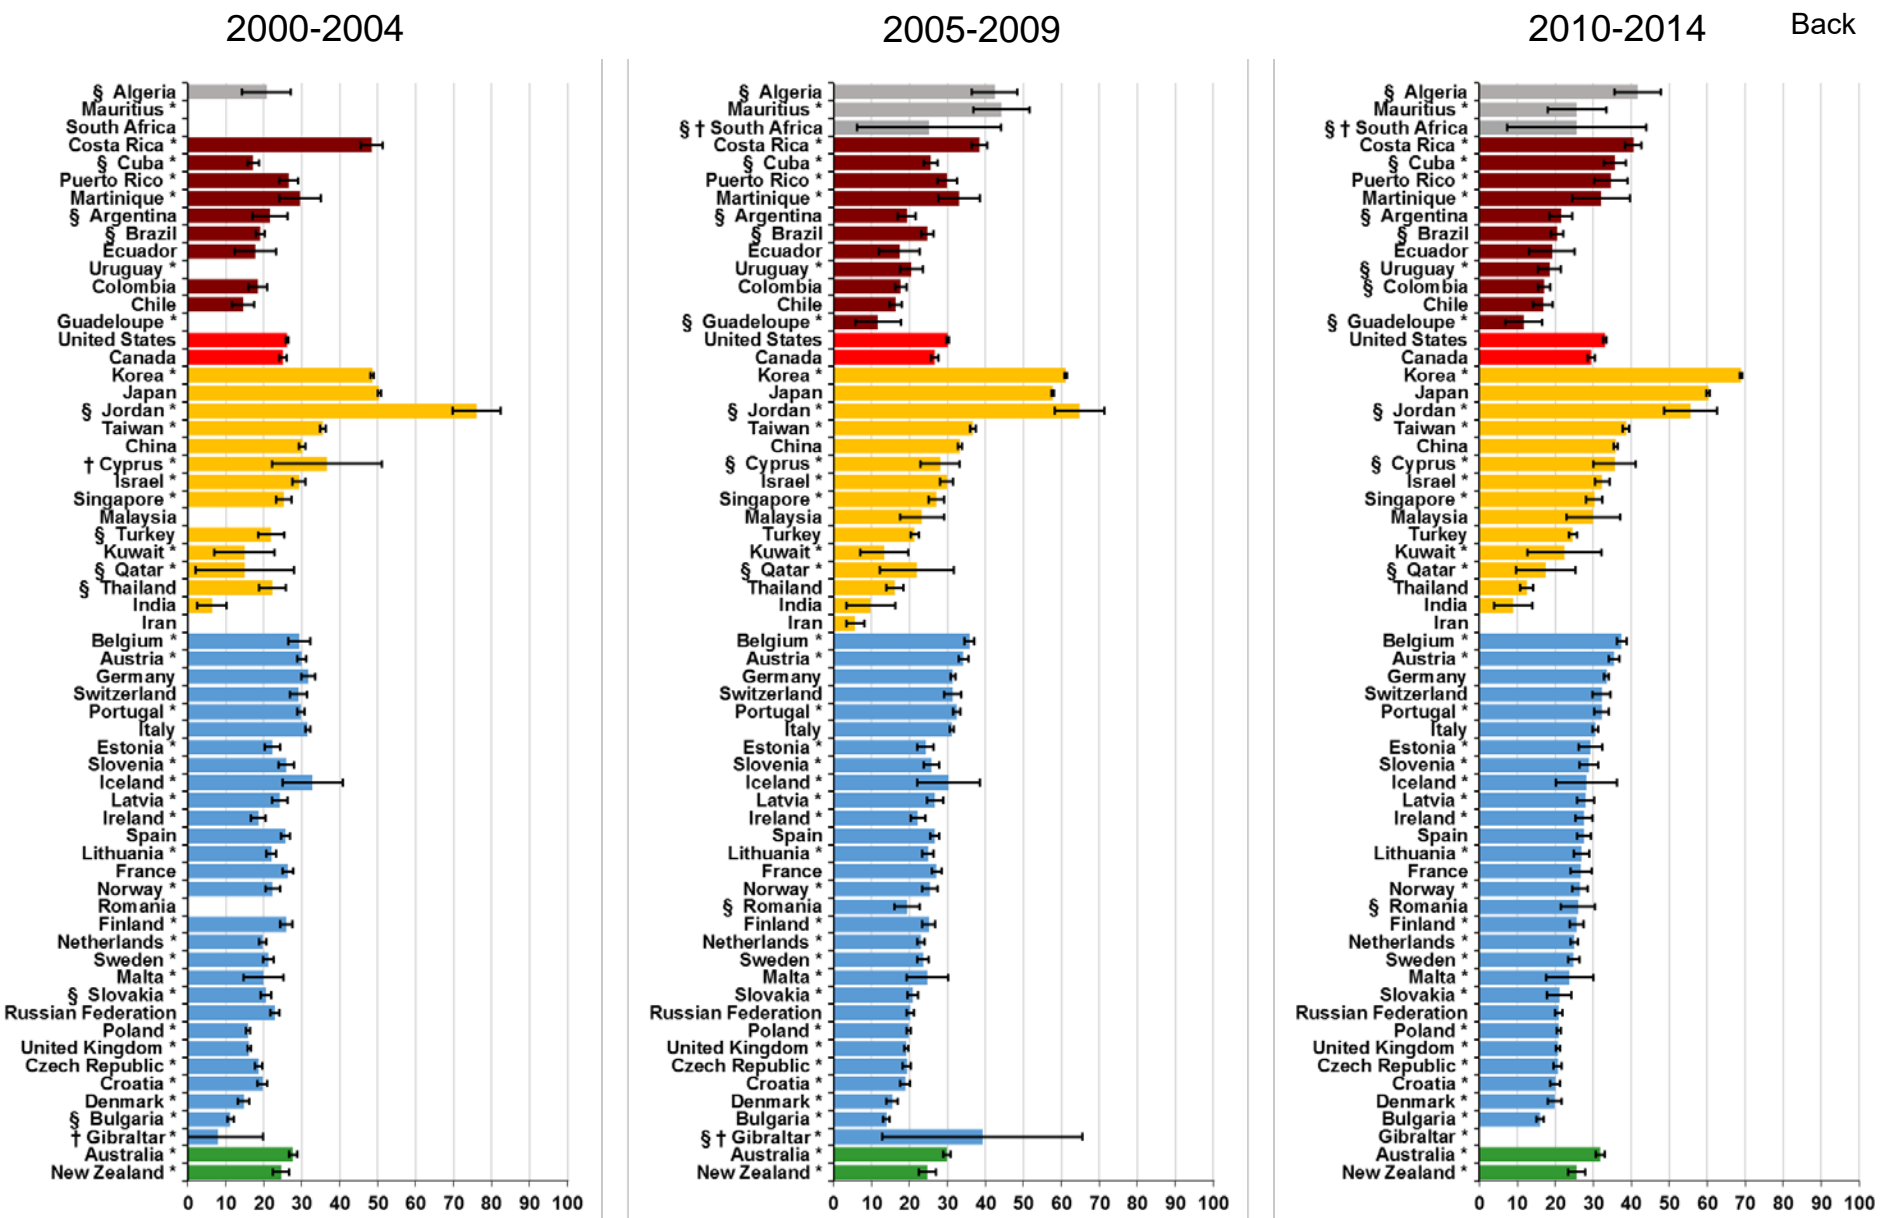 2000-2004
§ Algeria
Mauritius *
South Africa
Costa Rica *
§ Cuba *
Puerto Rico *
Martinique *
§ Argentina
§ Brazil
Ecuador
Uruguay *
Colombia
Chile
Guadeloupe *
United States
Canada
Korea *
Japan
§ Jordan *
Taiwan *
China
† Cyprus *
Israel *
Singapore *
Malaysia
§ Turkey
Kuwait *
§ Qatar *
§ Thailand
India
Iran
Belgium *
Austria *
Germany
Switzerland
Portugal *
Italy
Estonia *
Slovenia *
Iceland *
Latvia *
Ireland *
Spain
Lithuania *
France
Norway *
Romania
Finland *
Netherlands *
Sweden *
Malta *
§ Slovakia *
Russian Federation
Poland *
United Kingdom *
Czech Republic *
Croatia *
Denmark *
§ Bulgaria *
† Gibraltar *
Australia *
New Zealand *
0 10 20 30 40 50 60 70 80 90 100
2005-2009
§ Algeria
Mauritius *
§ † South Africa
Costa Rica *
§ Cuba *
Puerto Rico *
Martinique *
§ Argentina
§ Brazil
Ecuador
Uruguay *
Colombia
Chile
§ Guadeloupe *
United States
Canada
Korea *
Japan
§ Jordan *
Taiwan *
China
§ Cyprus *
Israel *
Singapore *
Malaysia
Turkey
Kuwait *
§ Qatar *
Thailand
India
Iran
Belgium *
Austria *
Germany
Switzerland
Portugal *
Italy
Estonia *
Slovenia *
Iceland *
Latvia *
Ireland *
Spain
Lithuania *
France
Norway *
§ Romania
Finland *
Netherlands *
Sweden *
Malta *
Slovakia *
Russian Federation
Poland *
United Kingdom *
Czech Republic *
Croatia *
Denmark *
Bulgaria *
§ † Gibraltar *
Australia *
New Zealand *
0 10 20 30 40 50 60 70 80 90 100
2010-2014
Back
§ Algeria
Mauritius *
§ † South Africa
Costa Rica *
§ Cuba *
Puerto Rico *
Martinique *
§ Argentina
§ Brazil
Ecuador
§ Uruguay *
§ Colombia
Chile
§ Guadeloupe *
United States
Canada
Korea *
Japan
§ Jordan *
Taiwan *
China
§ Cyprus *
Israel *
Singapore *
Malaysia
Turkey
Kuwait *
§ Qatar *
Thailand
India
Iran
Belgium *
Austria *
Germany
Switzerland
Portugal *
Italy
Estonia *
Slovenia *
Iceland *
Latvia *
Ireland *
Spain
Lithuania *
France
Norway *
§ Romania
Finland *
Netherlands *
Sweden *
Malta *
Slovakia *
Russian Federation
Poland *
United Kingdom *
Czech Republic *
Croatia *
Denmark *
Bulgaria *
Gibraltar *
Australia *
New Zealand *
0 10 20 30 40 50 60 70 80 90 100